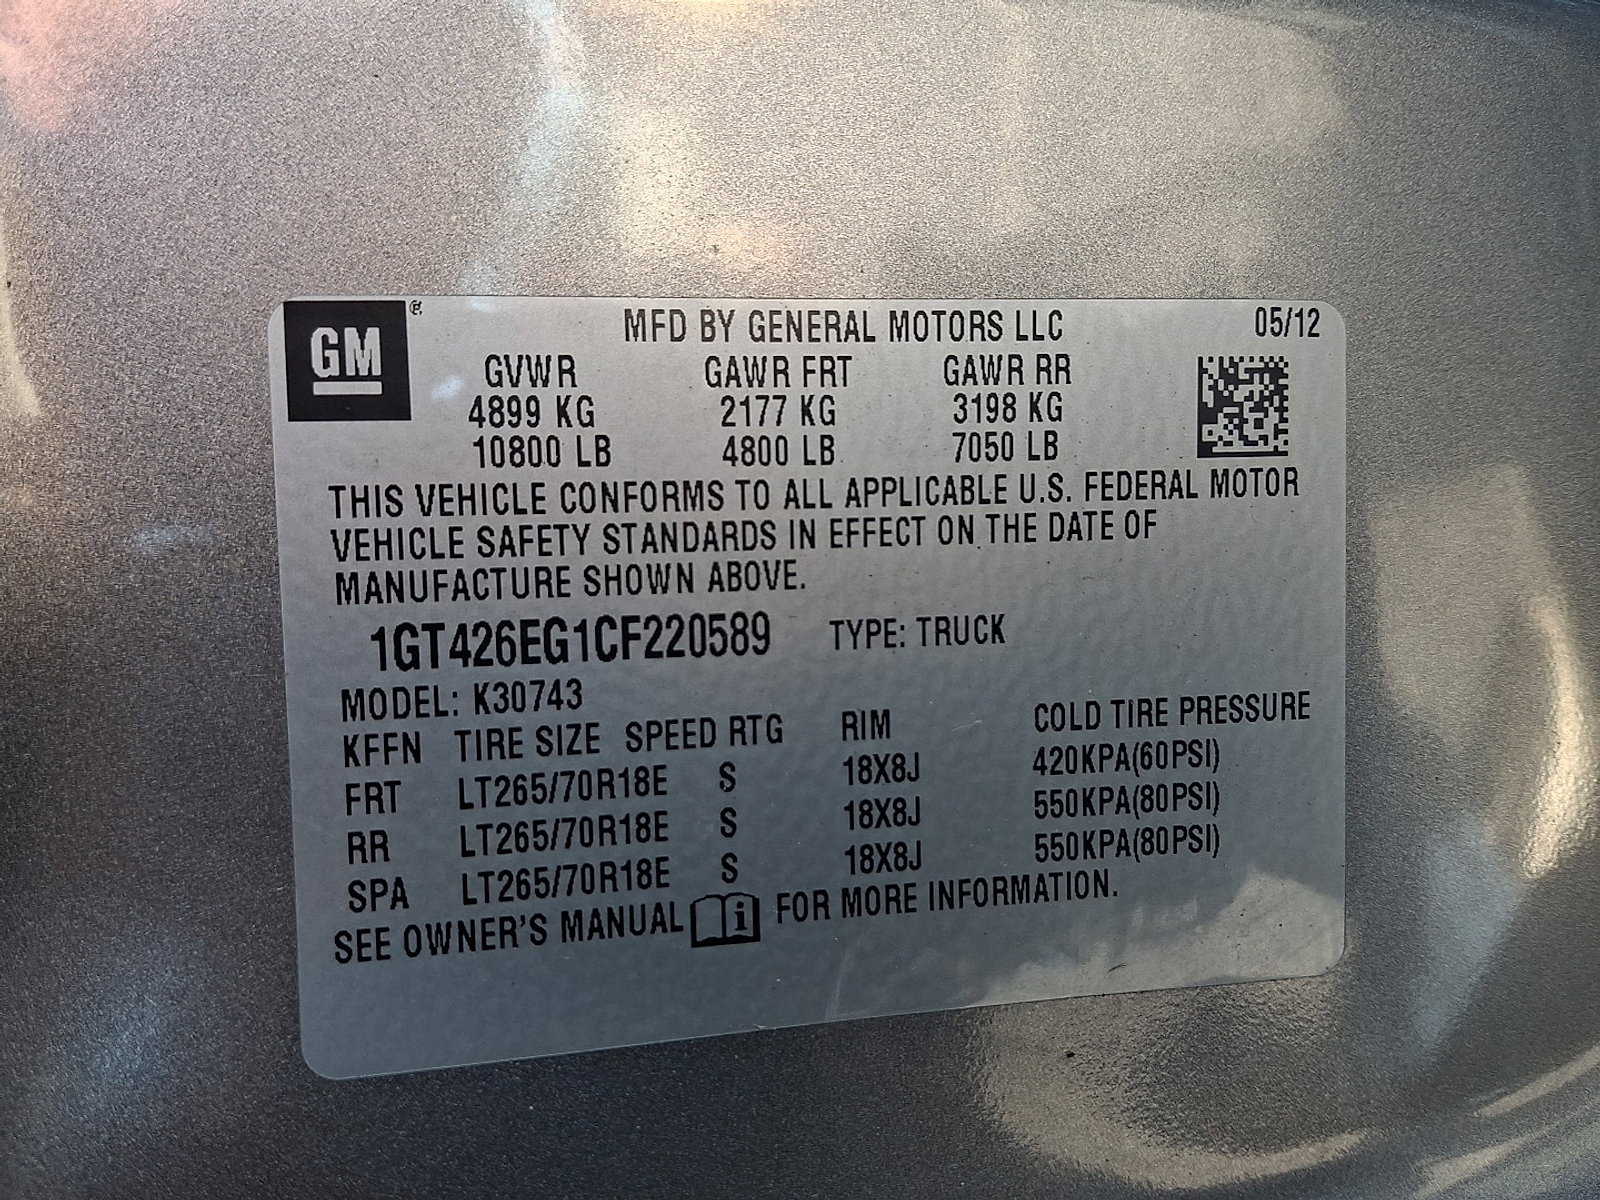 GM ®
MFD BY GENERAL MOTORS LLC 05/12
GVWR GAWR FRT GAWR RR
4899 KG 2177 KG 3198 KG
10800 LB 4800 LB 7050 LB
THIS VEHICLE CONFORMS TO ALL APPLICABLE U.S. FEDERAL MOTOR
VEHICLE SAFETY STANDARDS IN EFFECT ON THE DATE OF
MANUFACTURE SHOWN ABOVE.
1GT426EG1CF220589 TYPE: TRUCK
MODEL: K30743
KFFN TIRE SIZE SPEED RTG RIM COLD TIRE PRESSURE
FRT LT265/70R18E S 18X8J 420KPA(60PSI)
RR LT265/70R18E S 18X8J 550KPA(80PSI)
SPA LT265/70R18E S 18X8J 550KPA(80PSI)
SEE OWNER'S MANUAL i FOR MORE INFORMATION.